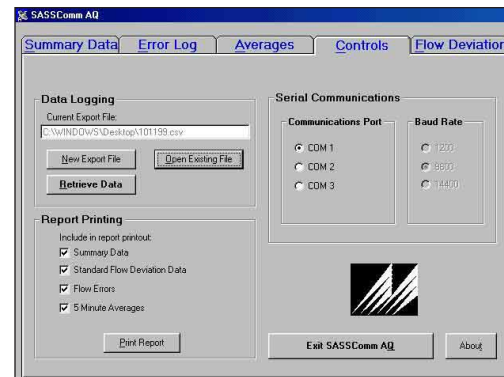 SASSComm AQ
Summary Data Error Log Averages Controls Flow Deviation
Data Logging
Current Export File:
C:\WINDOWS\Desktop\101199.csv
New Export File Open Existing File
Retrieve Data
Report Printing
Include in report printout:
Summary Data
Standard Flow Deviation Data
Flow Errors
5 Minute Averages
Print Report
Serial Communications
Communications Port Baud Rate
COM 1 1200
COM 2 9600
COM 3 14400
Exit SASSComm AQ About